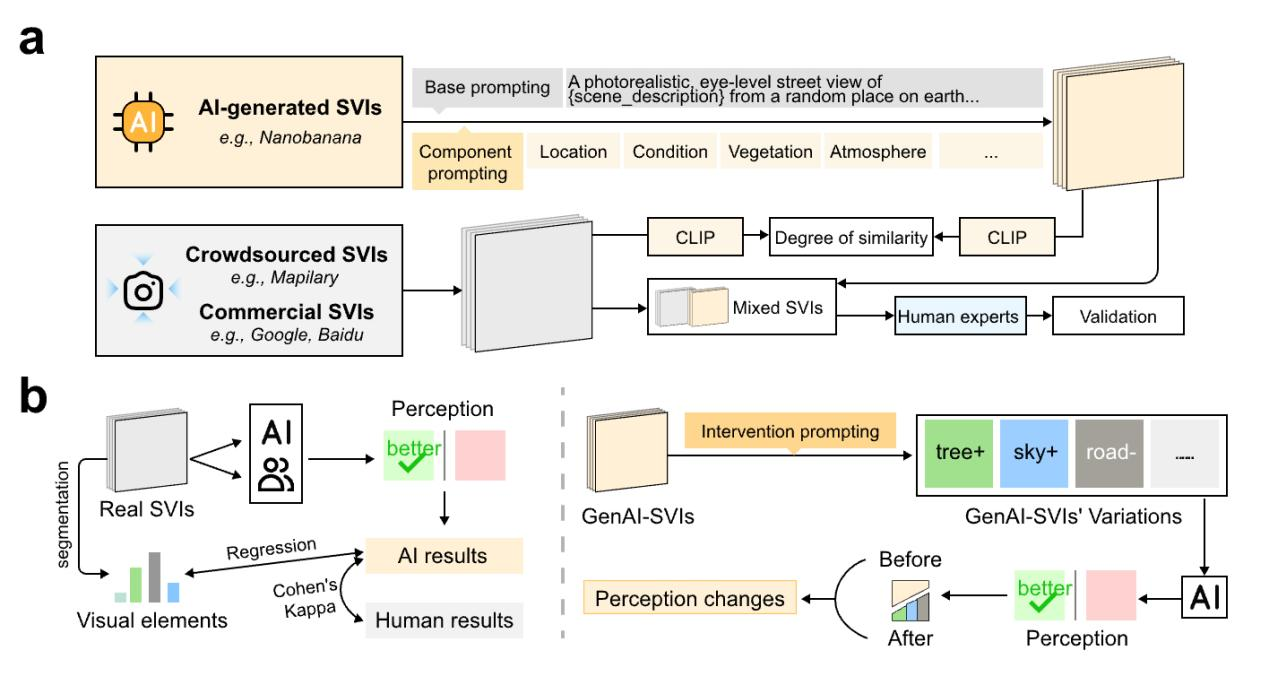 a
AI
AI-generated SVIs
e.g., Nanobanana
Base prompting
A photorealistic, eye-level street view of
{scene_description} from a random place on earth...
Component
prompting
Location
Condition
Vegetation
Atmosphere
...
Crowdsourced SVIs
e.g., Mapilary
Commercial SVIs
e.g., Google, Baidu
CLIP
Degree of similarity
CLIP
Mixed SVIs
Human experts
Validation
b
Real SVIs
AI
Perception
better
segmentation
Visual elements
Regression
AI results
Cohen's
Kappa
Human results
GenAI-SVIs
Intervention prompting
tree+
sky+
road-
......
GenAI-SVIs' Variations
AI
better
Perception
Before
After
Perception changes